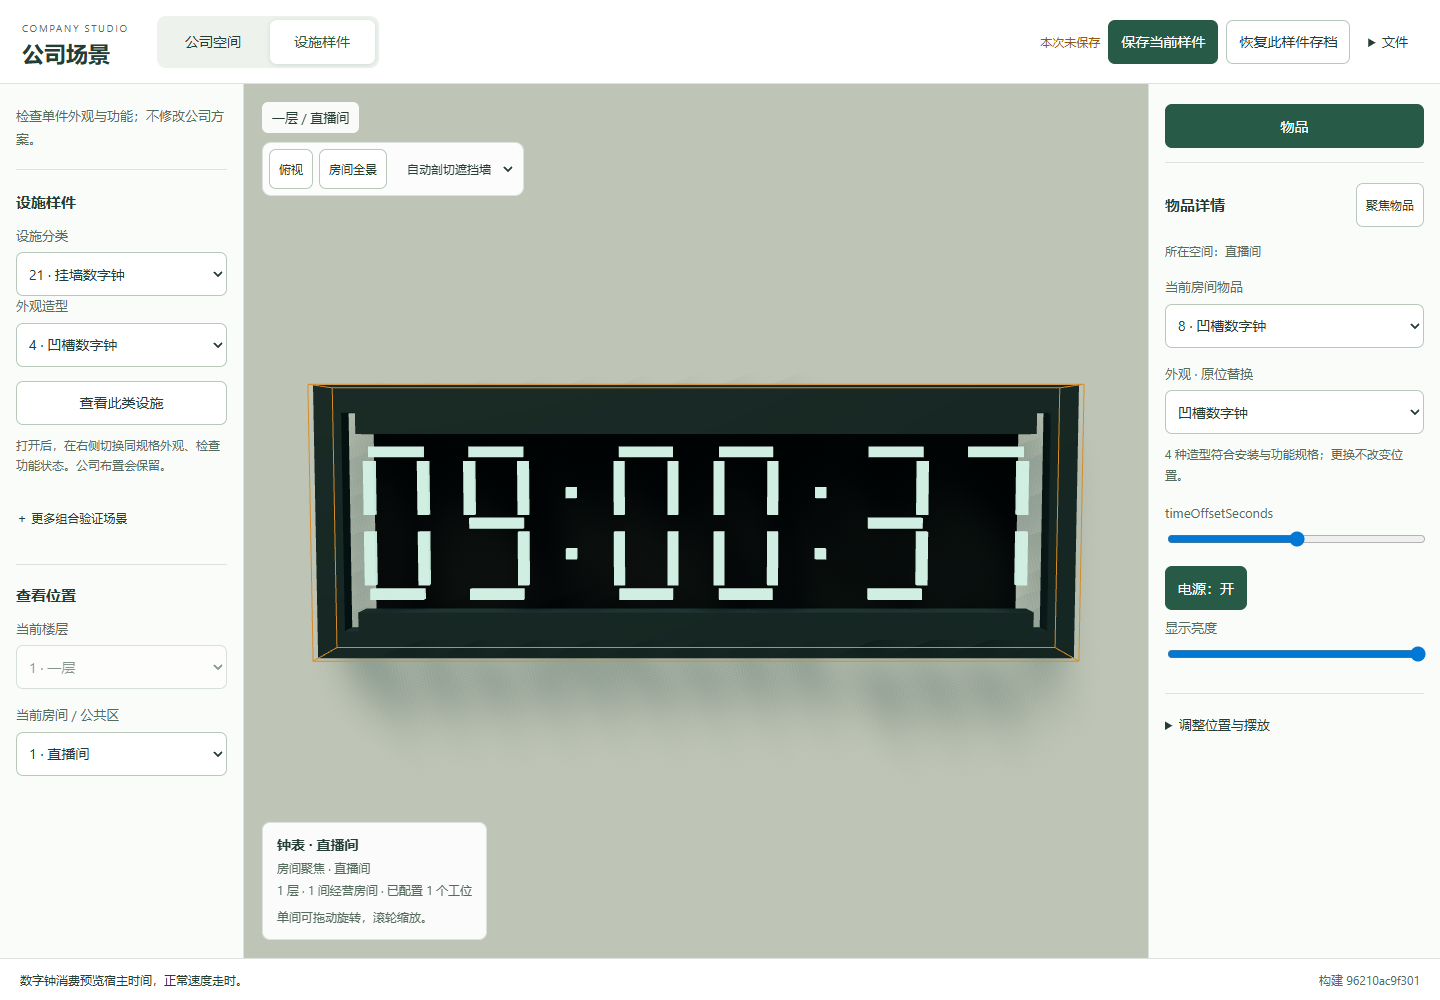 COMPANY STUDIO
公司场景
公司空间
设施样件
本次未保存
保存当前样件
恢复此样件存档
▶ 文件
检查单件外观与功能；不修改公司方
案。
设施样件
设施分类
21 · 挂墙数字钟
外观造型
4 · 凹槽数字钟
查看此类设施
打开后，在右侧切换同规格外观、检查
功能状态。公司布置会保留。
+ 更多组合验证场景
查看位置
当前楼层
1 · 一层
当前房间 / 公共区
1 · 直播间
一层 / 直播间
俯视
房间全景
自动剖切遮挡墙
09:00:37
钟表 · 直播间
房间聚焦 · 直播间
1 层 · 1 间经营房间 · 已配置 1 个工位
单间可拖动旋转，滚轮缩放。
物品
物品详情
聚焦物品
所在空间：直播间
当前房间物品
8 · 凹槽数字钟
外观 · 原位替换
凹槽数字钟
4 种造型符合安装与功能规格；更换不改变位
置。
timeOffsetSeconds
电源：开
显示亮度
▶ 调整位置与摆放
数字钟消费预览宿主时间，正常速度走时。
构建 96210ac9f301